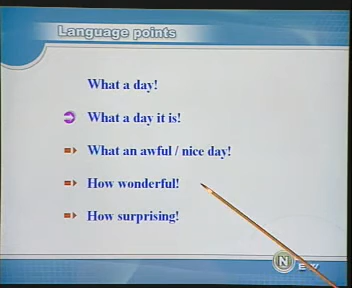 Language points
What a day!
What a day it is!
What an awful / nice day!
How wonderful!
How surprising!
N